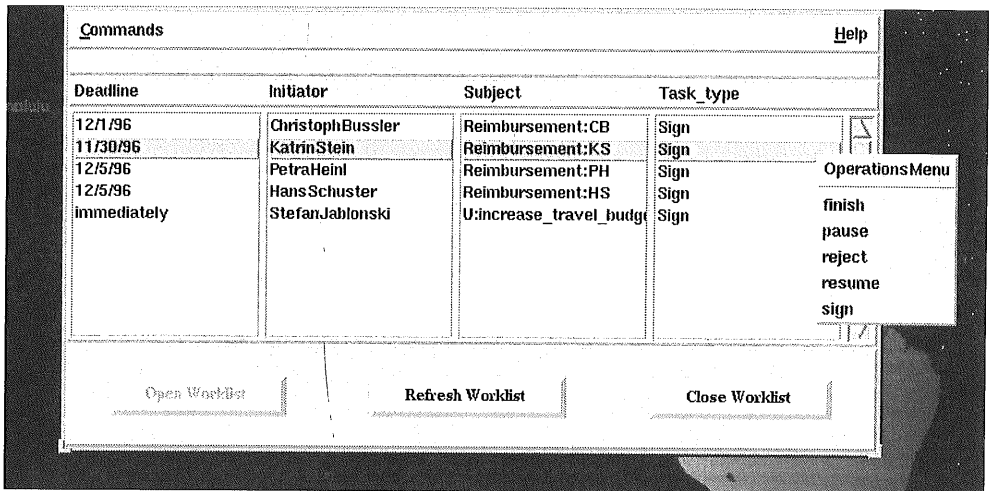 Commands Help
Deadline Initiator Subject Task_type
12/1/96 ChristophBussler Reimbursement:CB Sign
11/30/96 KatrinStein Reimbursement:KS Sign
12/5/96 PetraHeinl Reimbursement:PH Sign
12/5/96 HansSchuster Reimbursement:HS Sign
immediately StefanJablonski U:increase_travel_budg Sign
OperationsMenu
finish
pause
reject
resume
sign
Open Worklist Refresh Worklist Close Worklist